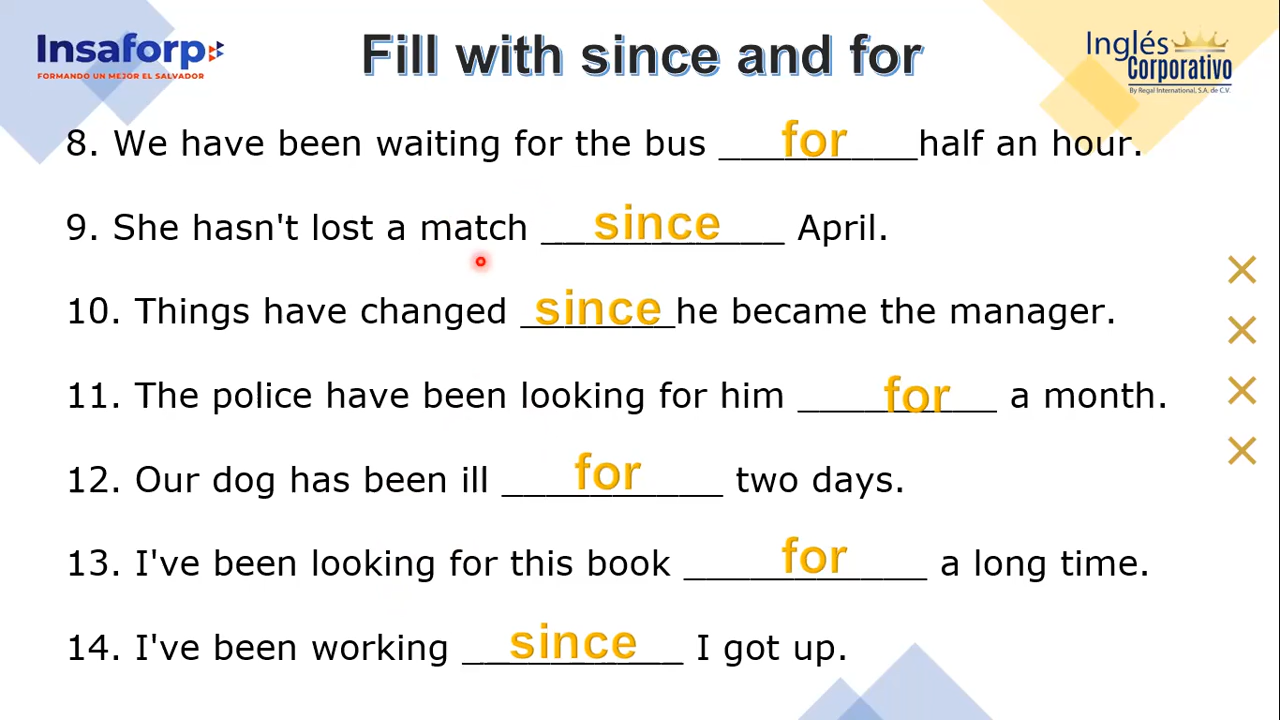 Insaforp
FORMANDO UN MEJOR EL SALVADOR
Fill with since and for
Inglés
Corporativo
By Regal International, S.A. de C.V.
8. We have been waiting for the bus for half an hour.
9. She hasn't lost a match since April.
10. Things have changed since he became the manager.
11. The police have been looking for him for a month.
12. Our dog has been ill for two days.
13. I've been looking for this book for a long time.
14. I've been working since I got up.